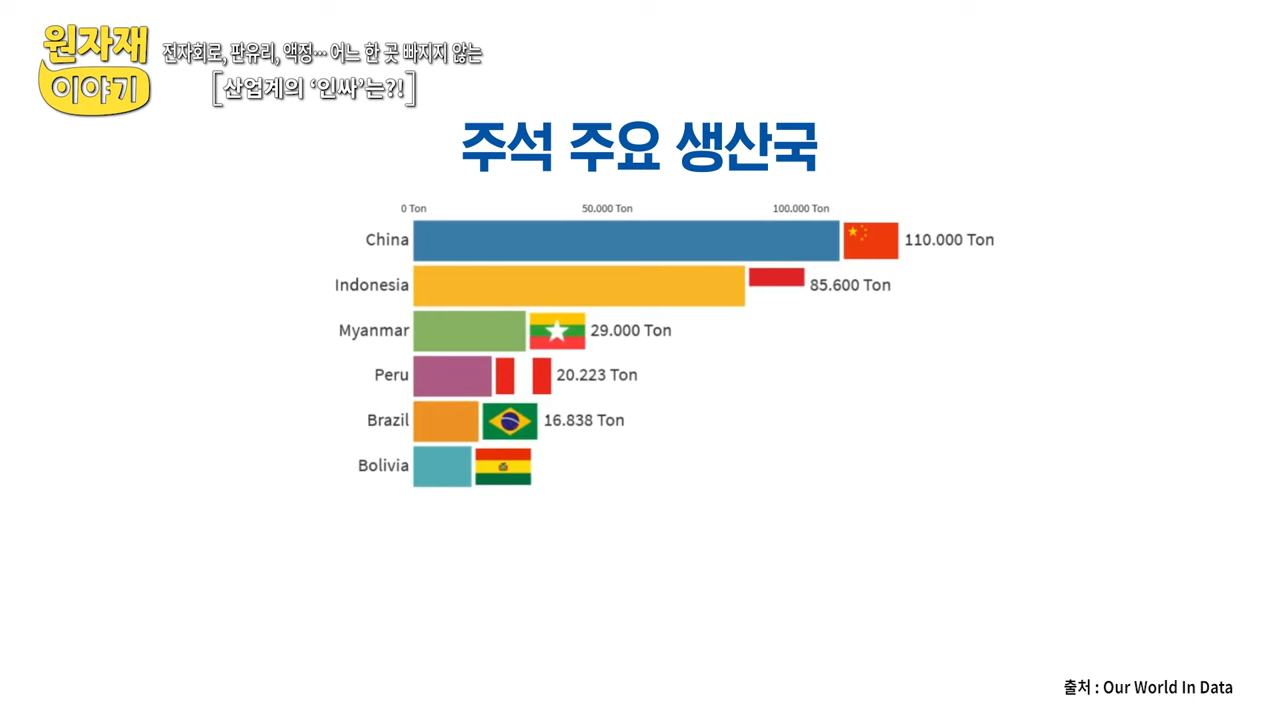 원자재
이야기
전자회로, 판유리, 액정… 어느 한 곳 빠지지 않는
[산업계의 ‘인싸’는?!]
주석 주요 생산국
0 Ton 50.000 Ton 100.000 Ton
China 110.000 Ton
Indonesia 85.600 Ton
Myanmar 29.000 Ton
Peru 20.223 Ton
Brazil 16.838 Ton
Bolivia
출처 : Our World In Data